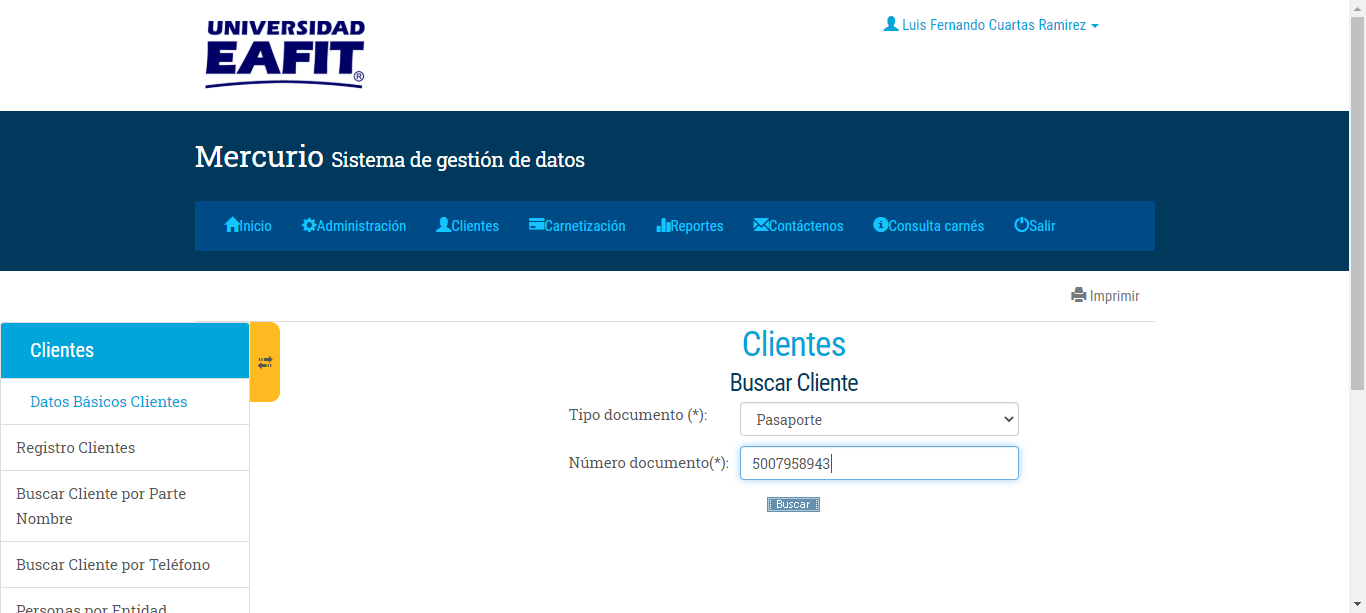 UNIVERSIDAD
EAFIT®
Luis Fernando Cuartas Ramirez
Mercurio Sistema de gestión de datos
Inicio Administración Clientes Carnetización Reportes Contáctenos Consulta carnés Salir
Imprimir
Clientes
Datos Básicos Clientes
Registro Clientes
Buscar Cliente por Parte
Nombre
Buscar Cliente por Teléfono
Personas por Entidad
Clientes
Buscar Cliente
Tipo documento (*): Pasaporte
Número documento(*): 5007958943
Buscar